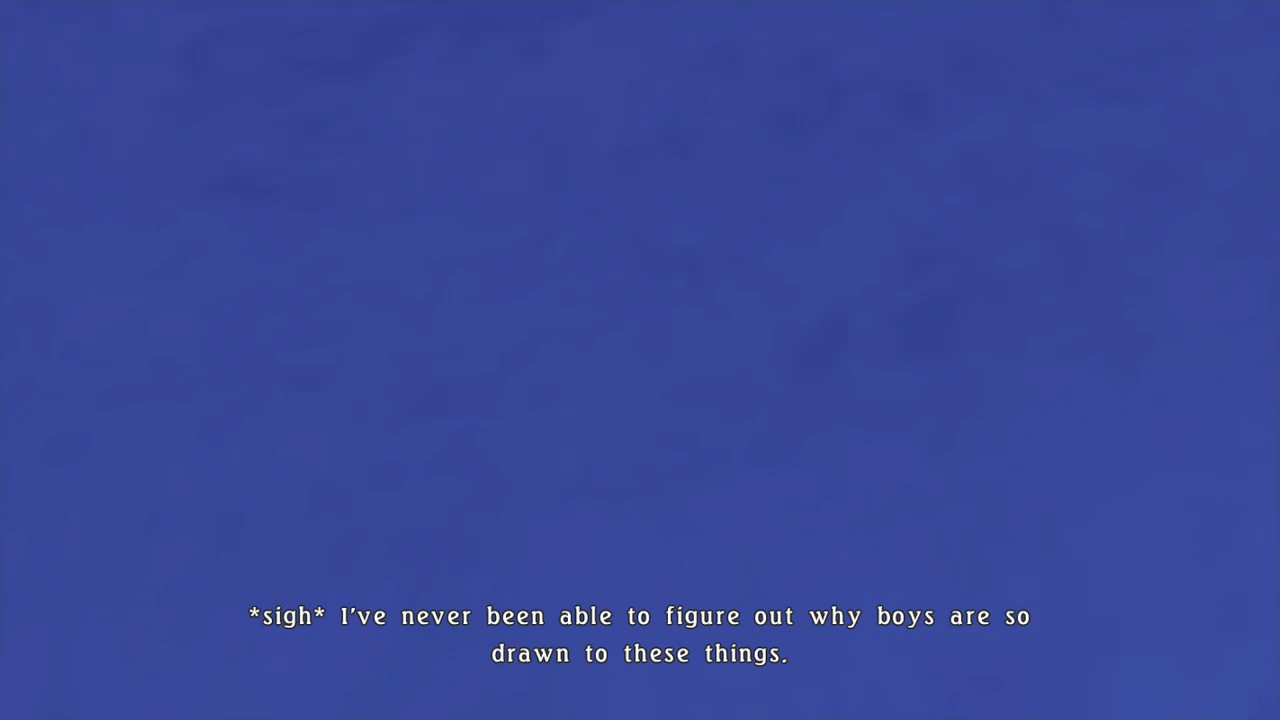 *sigh* I've never been able to figure out why boys are so
drawn to these things.